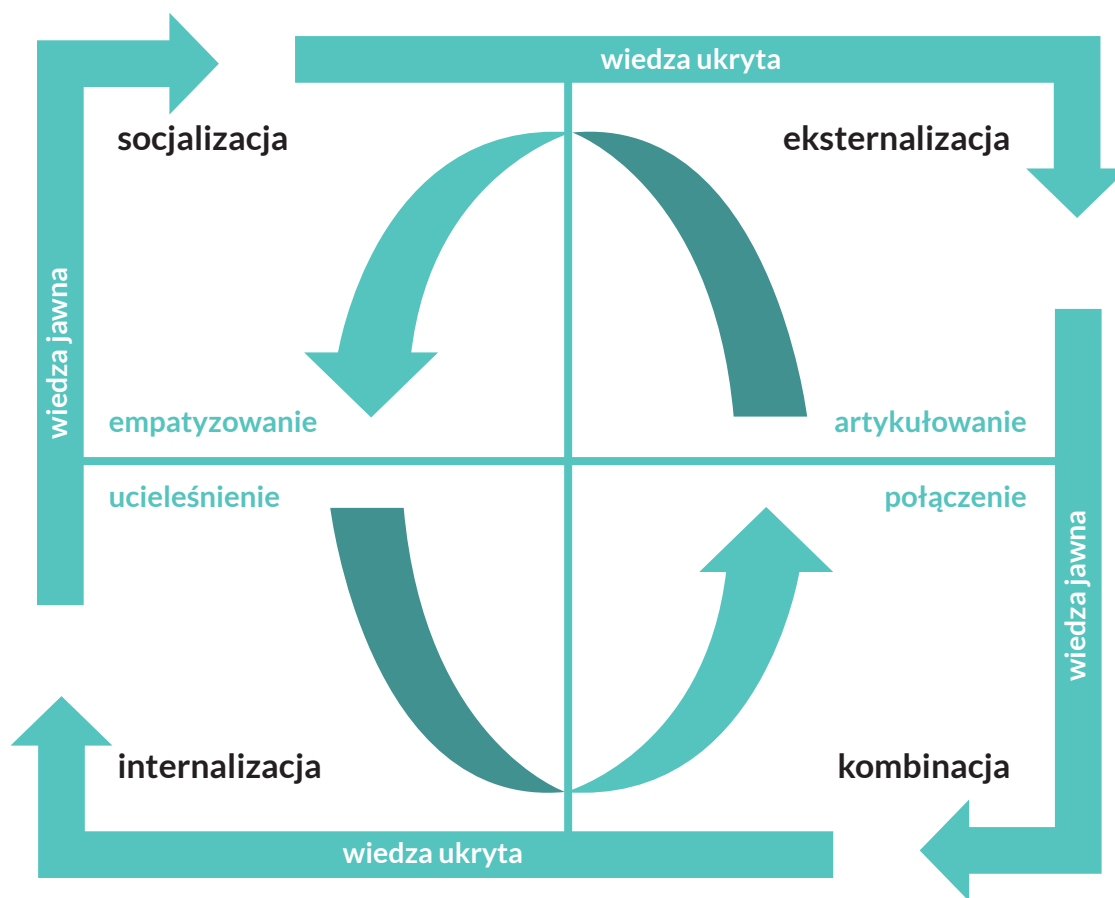 wiedza ukryta
socjalizacja
eksternalizacja
wiedza jawna
empatyzowanie
artykułowanie
ucieleśnienie
połączenie
wiedza jawna
internalizacja
kombinacja
wiedza ukryta